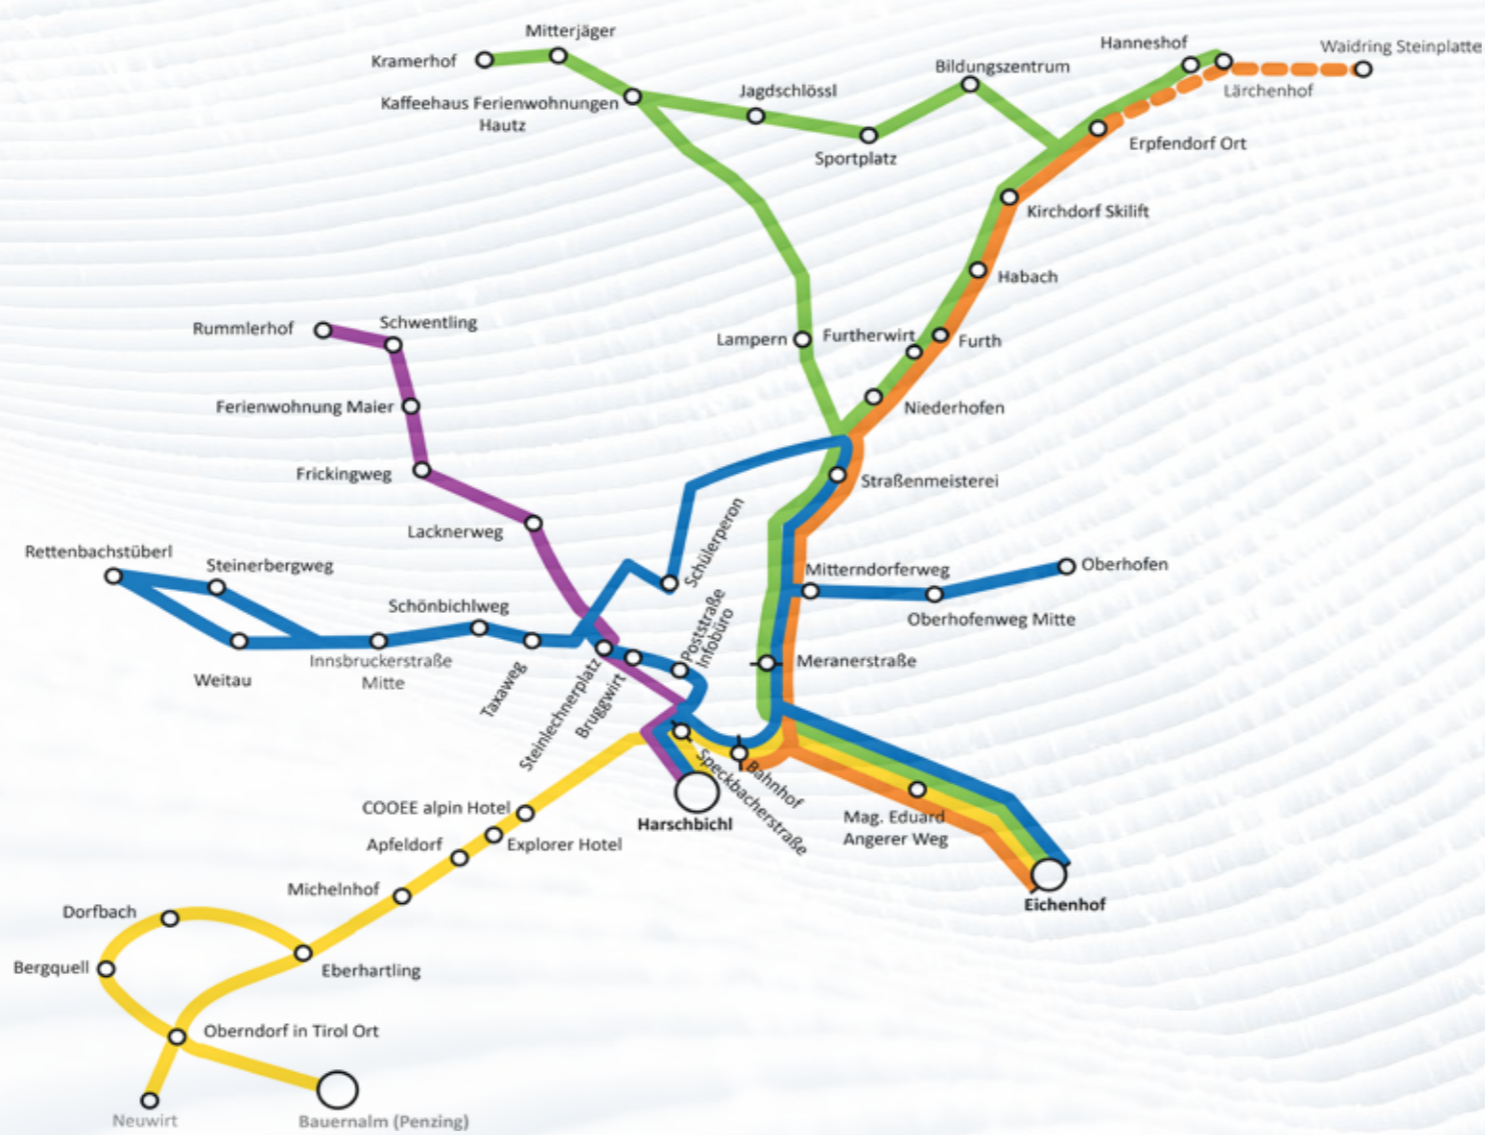 Mitterjäger
Kramerhof
Kaffeehaus Ferienwohnungen
Hautz
Jagdschlössl
Sportplatz
Bildungszentrum
Hanneshof
Waidring Steinplatte
Lärchenhof
Erpfendorf Ort
Kirchdorf Skilift
Habach
Furtherwirt
Furth
Lampern
Niederhofen
Straßenmeisterei
Rummlerhof
Schwentling
Ferienwohnung Maier
Frickingweg
Lacknerweg
Rettenbachstüberl
Steinerbergweg
Schönbichlweg
Weitau
Innsbruckerstraße
Mitte
Taxaweg
Steinlechnerplatz
Bruggwirt
Poststraße
Infobüro
Schülerperon
Mitterndorferweg
Oberhofen
Oberhofenweg Mitte
Meranerstraße
Speckbacherstraße
Bahnhof
Harschbichl
Mag. Eduard
Angerer Weg
Eichenhof
COOEE alpin Hotel
Explorer Hotel
Apfeldorf
Michelnhof
Dorfbach
Bergquell
Eberhartling
Oberndorf in Tirol Ort
Neuwirt
Bauernalm (Penzing)